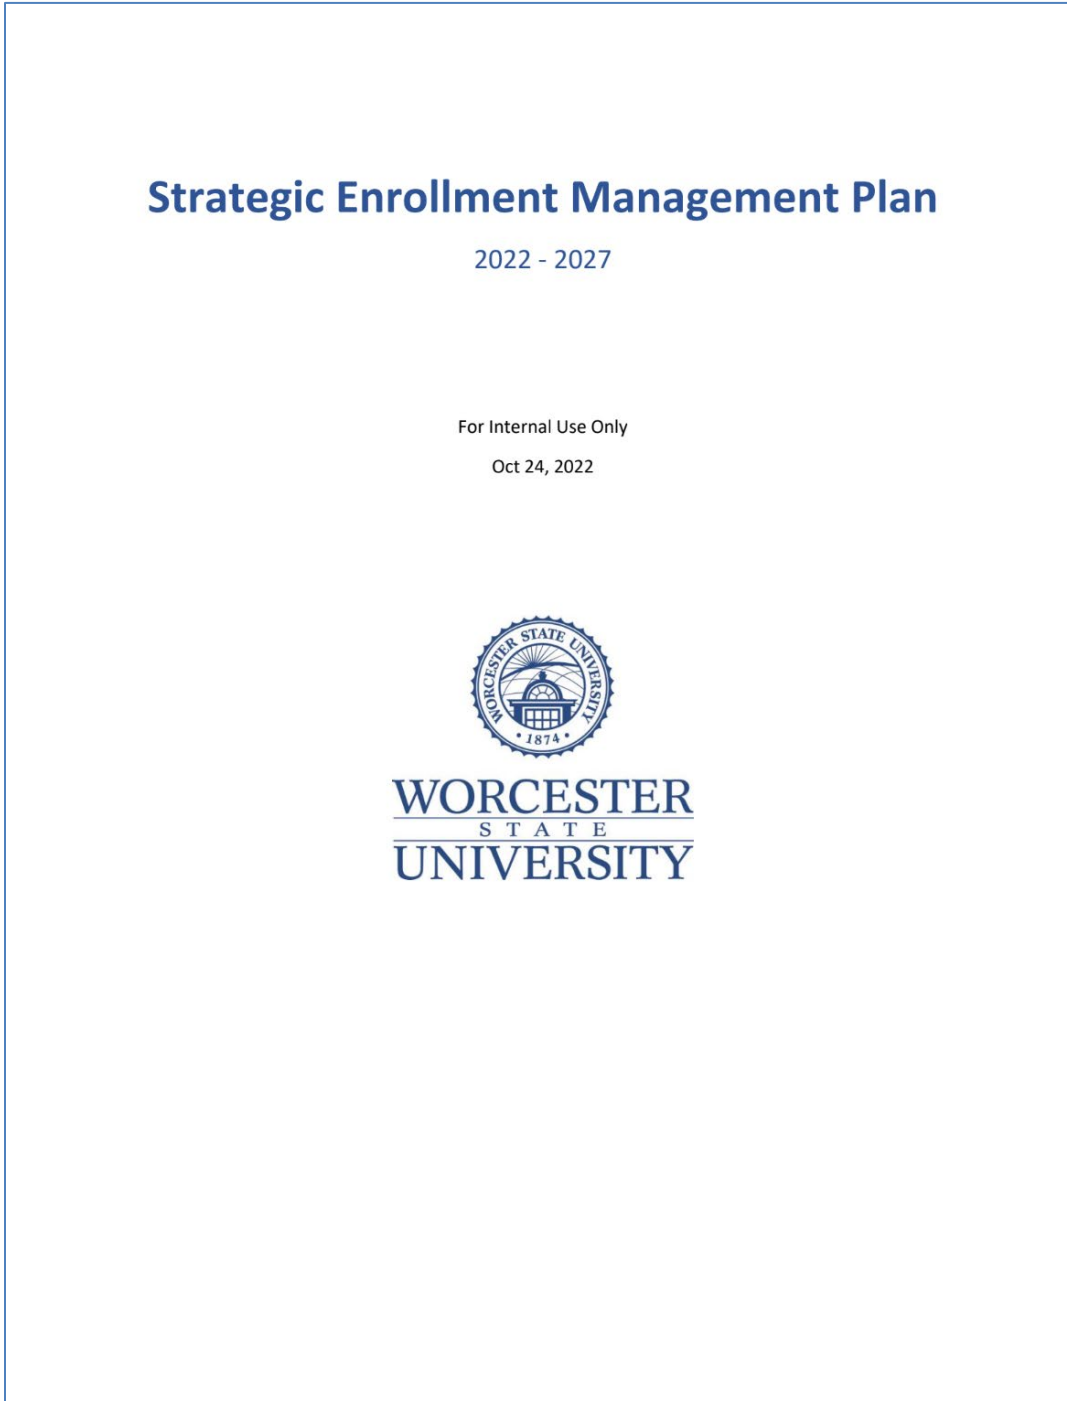 Strategic Enrollment Management Plan
2022 - 2027
For Internal Use Only
Oct 24, 2022
WORCESTER STATE UNIVERSITY
• 1874 •
WORCESTER
STATE
UNIVERSITY